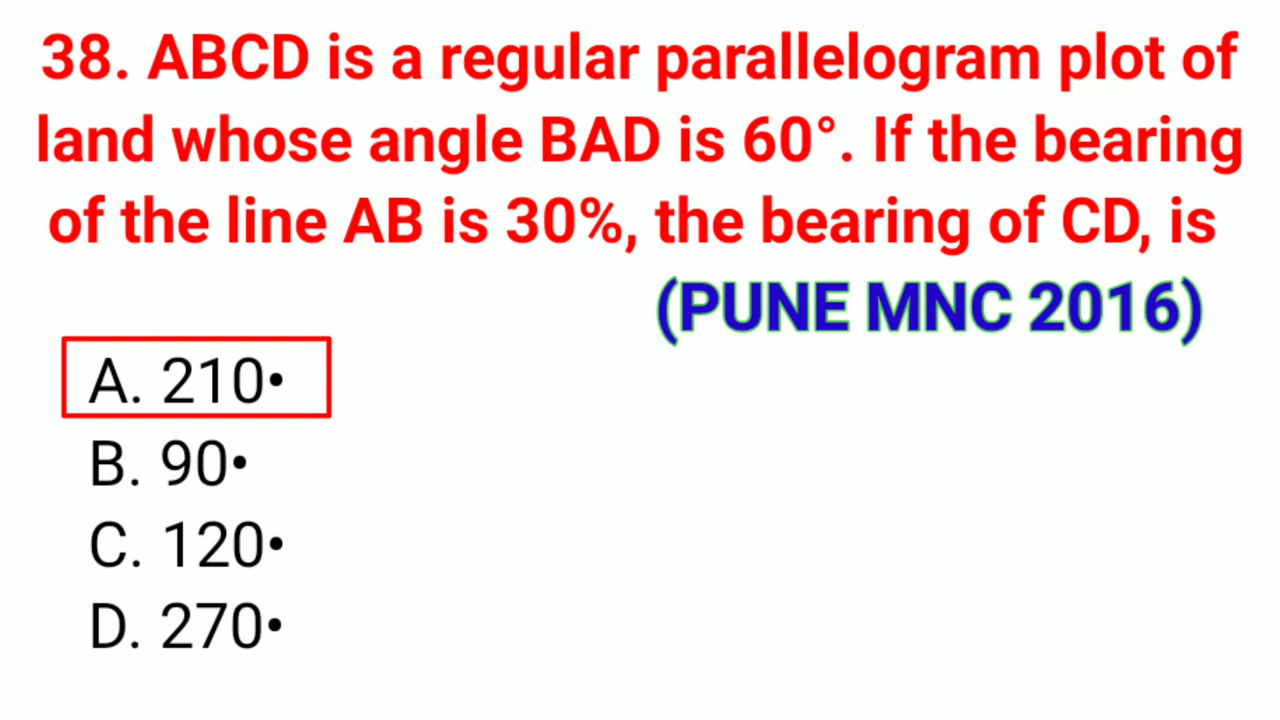 38. ABCD is a regular parallelogram plot of
land whose angle BAD is 60°. If the bearing
of the line AB is 30%, the bearing of CD, is
(PUNE MNC 2016)
A. 210•
B. 90•
C. 120•
D. 270•